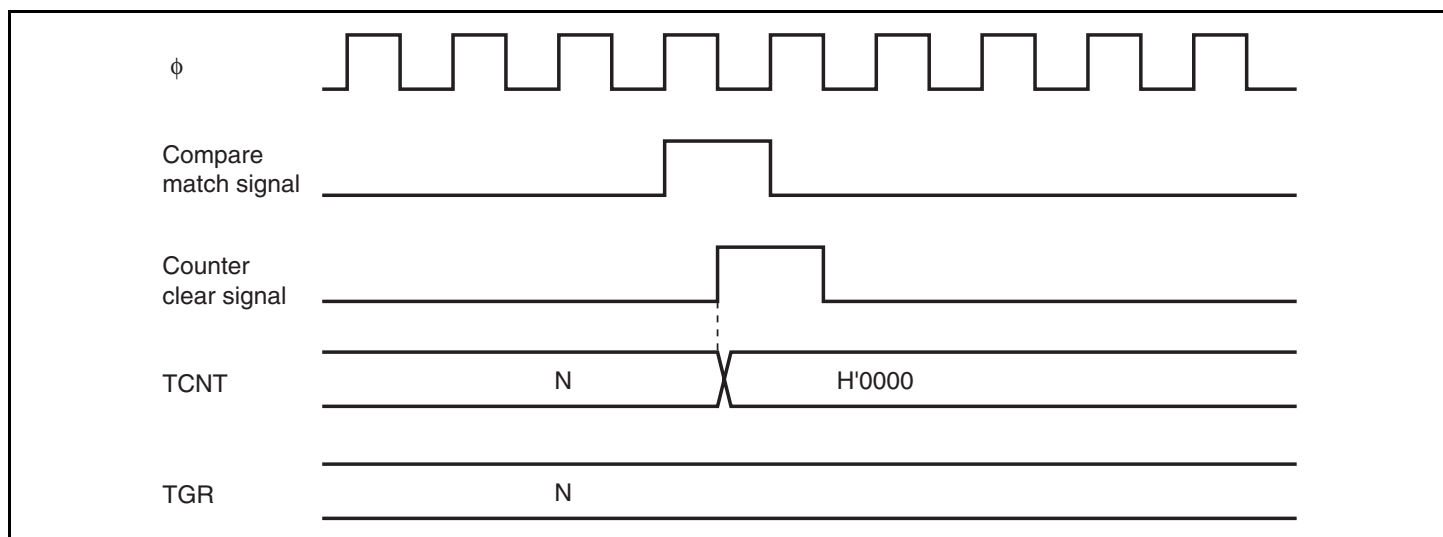 ϕ
Compare
match signal
Counter
clear signal
TCNT
N
H'0000
TGR
N